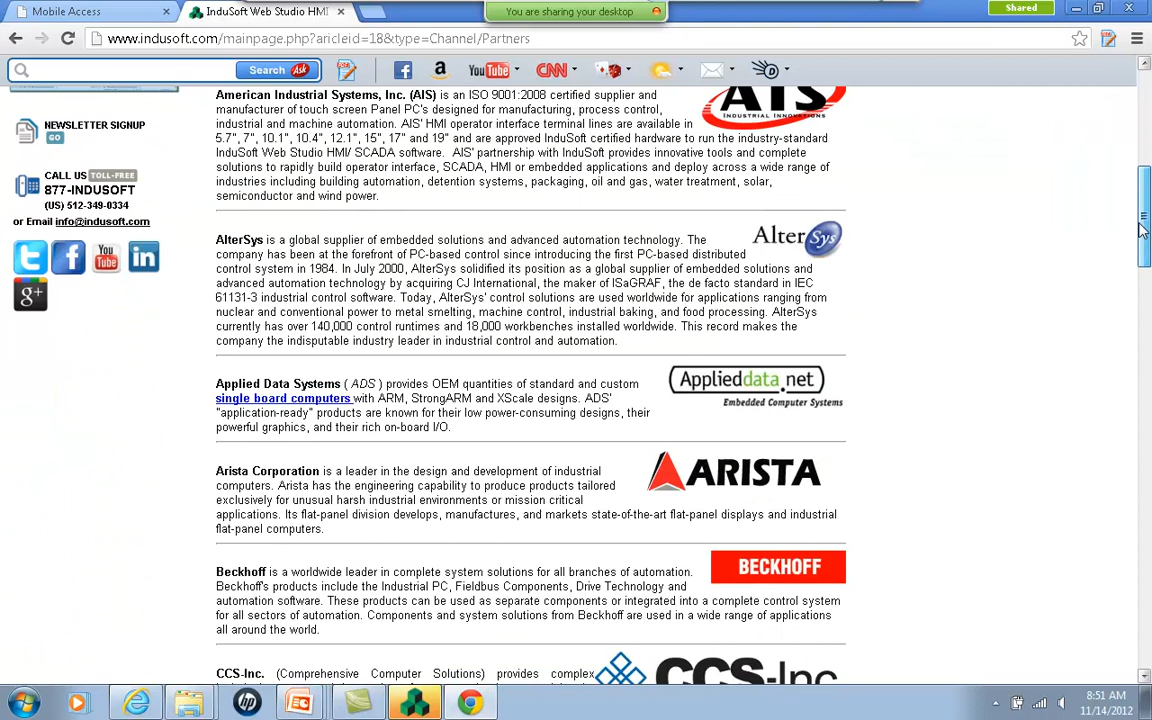 Mobile Access
InduSoft Web Studio HMI
You are sharing your desktop
Shared
www.indusoft.com/mainpage.php?aricleid=18&type=Channel/Partners
Search Ask
You Tube
CNN
NEWSLETTER SIGNUP
GO
CALL US TOLL-FREE
877-INDUSOFT
(US) 512-349-0334
or Email info@indusoft.com
You Tube
in
g+
American Industrial Systems, Inc. (AIS) is an ISO 9001:2008 certified supplier and
manufacturer of touch screen Panel PC's designed for manufacturing, process control,
industrial and machine automation. AIS' HMI operator interface terminal lines are available in
5.7", 7", 10.1", 10.4", 12.1", 15", 17" and 19" and are approved InduSoft certified hardware to run the industry-standard
InduSoft Web Studio HMI/ SCADA software. AIS' partnership with InduSoft provides innovative tools and complete
solutions to rapidly build operator interface, SCADA, HMI or embedded applications and deploy across a wide range of
industries including building automation, detention systems, packaging, oil and gas, water treatment, solar,
semiconductor and wind power.
AIS
INDUSTRIAL INNOVATIONS
AlterSys is a global supplier of embedded solutions and advanced automation technology. The
company has been at the forefront of PC-based control since introducing the first PC-based distributed
control system in 1984. In July 2000, AlterSys solidified its position as a global supplier of embedded solutions and
advanced automation technology by acquiring CJ International, the maker of ISaGRAF, the de facto standard in IEC
61131-3 industrial control software. Today, AlterSys' control solutions are used worldwide for applications ranging from
nuclear and conventional power to metal smelting, machine control, industrial baking, and food processing. AlterSys
currently has over 140,000 control runtimes and 18,000 workbenches installed worldwide. This record makes the
company the indisputable industry leader in industrial control and automation.
Alter Sys
Applied Data Systems ( ADS ) provides OEM quantities of standard and custom
single board computers with ARM, StrongARM and XScale designs. ADS'
"application-ready" products are known for their low power-consuming designs, their
powerful graphics, and their rich on-board I/O.
Applieddata.net
Embedded Computer Systems
Arista Corporation is a leader in the design and development of industrial
computers. Arista has the engineering capability to produce products tailored
exclusively for unusual harsh industrial environments or mission critical
applications. Its flat-panel division develops, manufactures, and markets state-of-the-art flat-panel displays and industrial
flat-panel computers.
ARISTA
Beckhoff is a worldwide leader in complete system solutions for all branches of automation.
Beckhoff's products include the Industrial PC, Fieldbus Components, Drive Technology and
automation software. These products can be used as separate components or integrated into a complete control system
for all sectors of automation. Components and system solutions from Beckhoff are used in a wide range of applications
all around the world.
BECKHOFF
CCS-Inc. (Comprehensive Computer Solutions) provides complex
CCS-Inc
8:51 AM
11/14/2012